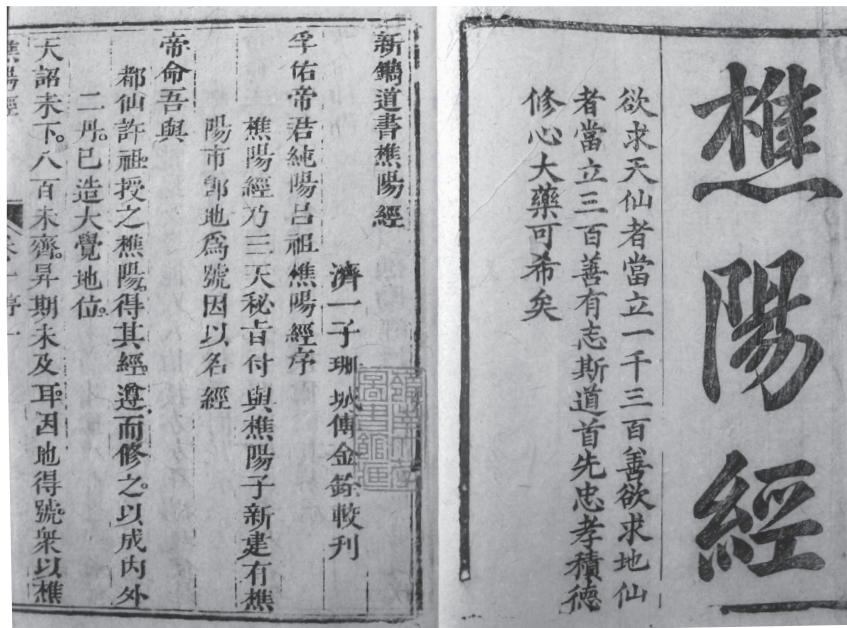 樵陽經
欲求天仙者當立一千三百善欲求地仙
者當立三百善有志斯道首先忠孝積德
修心大藥可希矣
新鐫道書樵陽經
濟一子珊城傅金銓較刊
孚佑帝君純陽呂祖樵陽經序
樵陽經乃三天秘旨付與樵陽子新建有樵
陽市鄧地爲號因以名經
帝命吾與
都仙許祖授之樵陽。得其經。遵而修之。以成内外
二丹。已造大覺地位。
天詔未下。八百未齊。昇期未及耳。因地得號。衆以樵